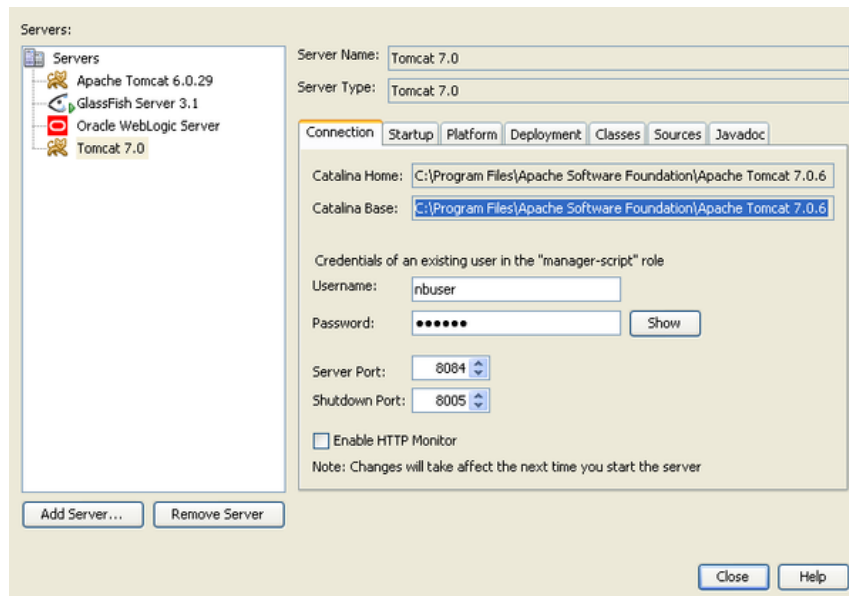 Servers:
Servers
Apache Tomcat 6.0.29
GlassFish Server 3.1
Oracle WebLogic Server
Tomcat 7.0
Add Server...
Remove Server
Server Name: Tomcat 7.0
Server Type: Tomcat 7.0
Connection Startup Platform Deployment Classes Sources Javadoc
Catalina Home: C:\Program Files\Apache Software Foundation\Apache Tomcat 7.0.6
Catalina Base: C:\Program Files\Apache Software Foundation\Apache Tomcat 7.0.6
Credentials of an existing user in the "manager-script" role
Username: nbuser
Password: ●●●●●●
Show
Server Port: 8084
Shutdown Port: 8005
Enable HTTP Monitor
Note: Changes will take affect the next time you start the server
Close
Help